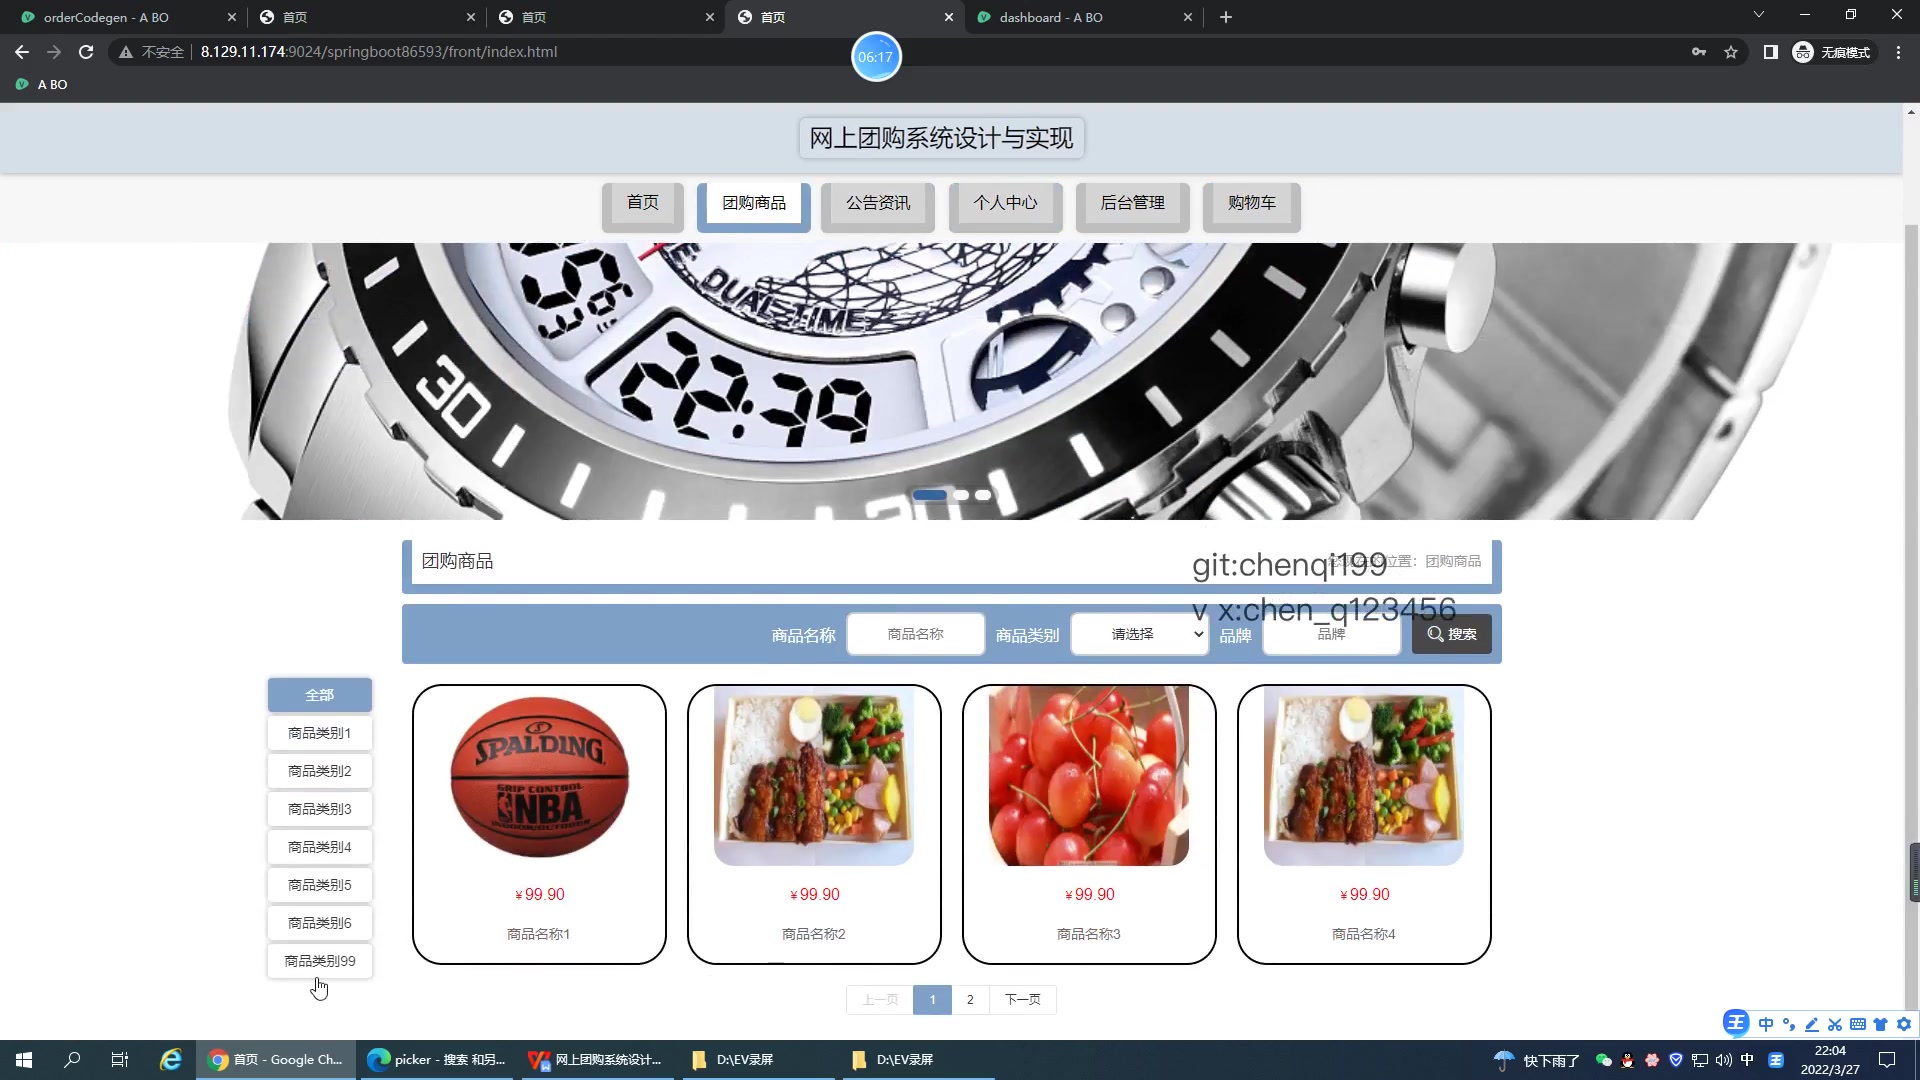 orderCodegen - A BO
首页
首页
首页
dashboard - A BO
不安全
8.129.11.174:9024/springboot86593/front/index.html
06:17
无痕模式
A BO
网上团购系统设计与实现
首页
团购商品
公告资讯
个人中心
后台管理
购物车
DUAL-TIME
30
22:39
团购商品
您现在的位置：团购商品
git:chenqi199
v x:chen_q123456
商品名称
商品名称
商品类别
请选择
品牌
品牌
搜索
全部
商品类别1
商品类别2
商品类别3
商品类别4
商品类别5
商品类别6
商品类别99
SPALDING
GRIP CONTROL
NBA
INDOOR/OUTDOOR
￥99.90
￥99.90
￥99.90
￥99.90
商品名称1
商品名称2
商品名称3
商品名称4
上一页
1
2
下一页
王 中
首页 - Google Ch...
picker - 搜索 和另...
网上团购系统设计...
D:\EV录屏
D:\EV录屏
快下雨了
中
王
22:04
2022/3/27